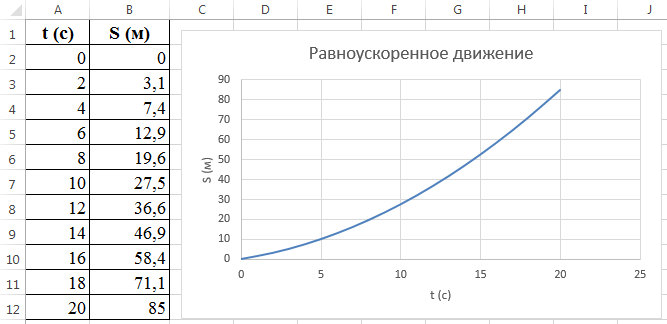 A B C D E F G H I J
1 t (с) S (м)
2 0 0
3 2 3,1
4 4 7,4
5 6 12,9
6 8 19,6
7 10 27,5
8 12 36,6
9 14 46,9
10 16 58,4
11 18 71,1
12 20 85
Равноускоренное движение
90
80
70
60
50
40
30
20
10
0
S (м)
0 5 10 15 20 25
t (с)